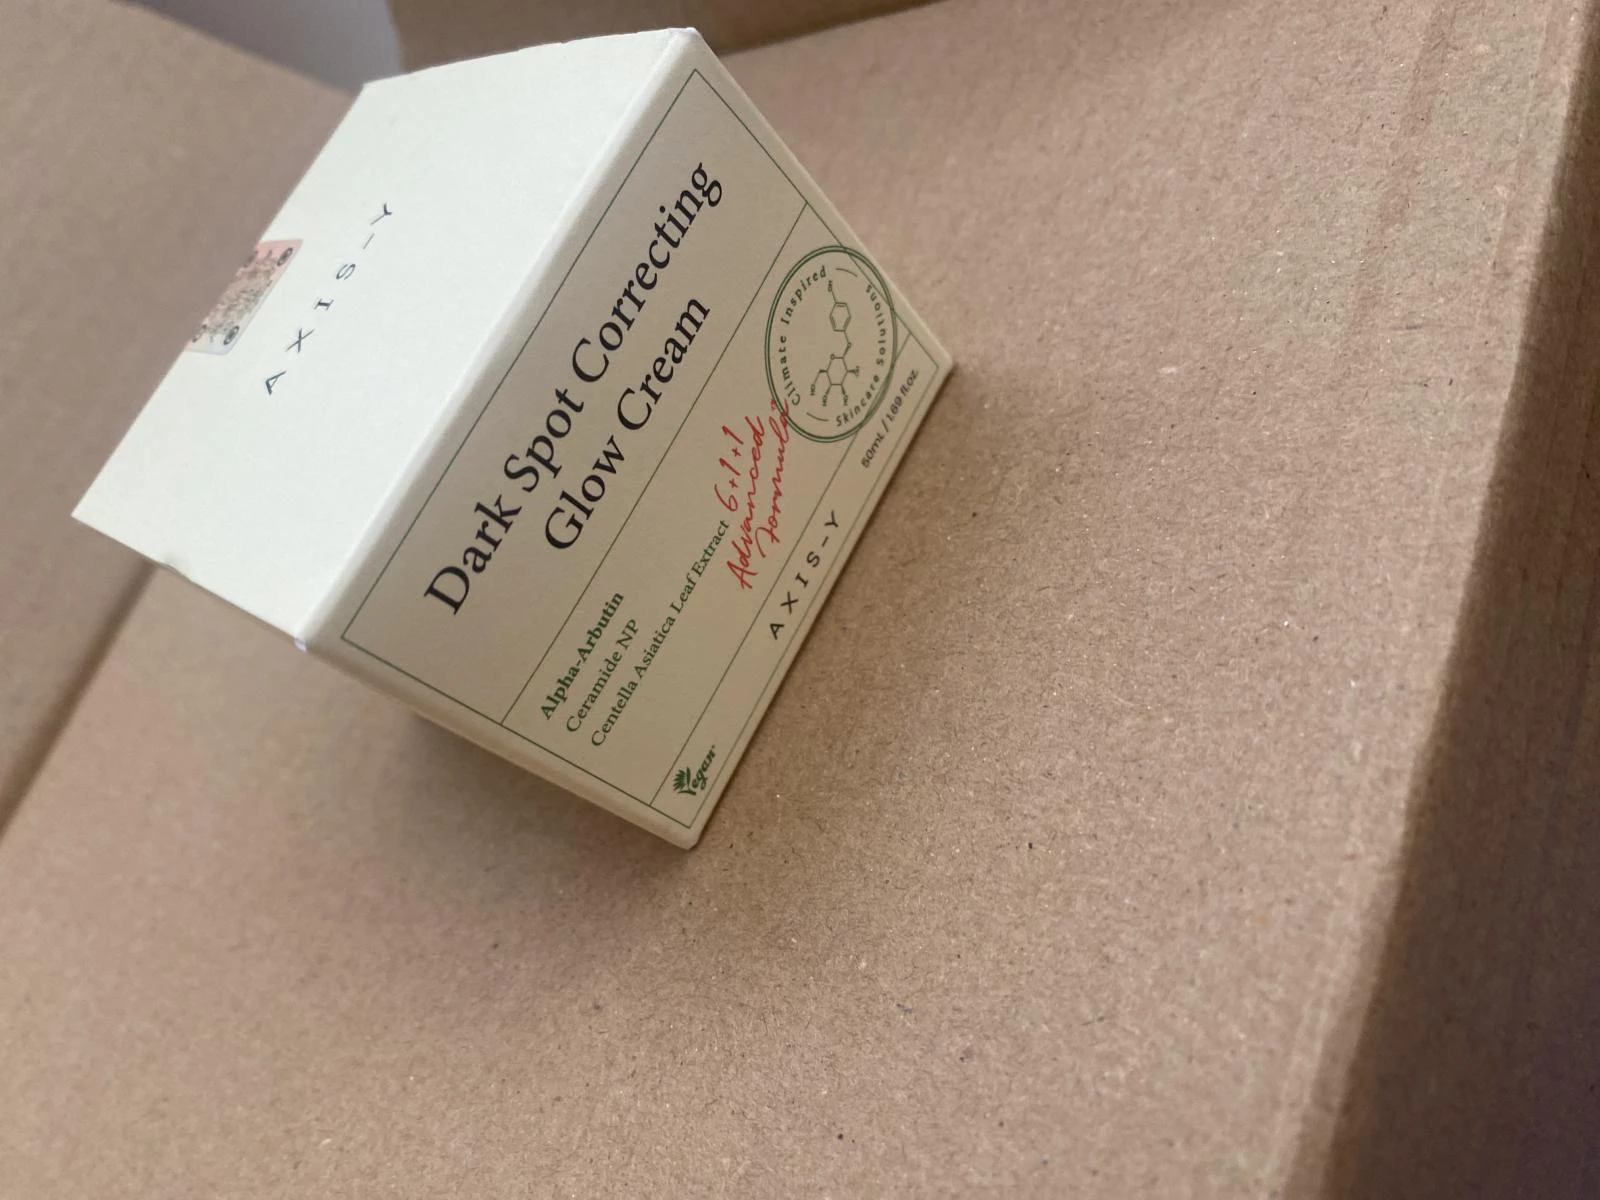 AXIS-Y
Dark Spot Correcting
Glow Cream
Alpha-Arbutin
Ceramide NP
Centella Asiatica Leaf Extract
6+1+1
Advanced
Formula
Climate Inspired
Skincare Solutions
Vegan
AXIS-Y
50mL / 1.69 fl.oz.